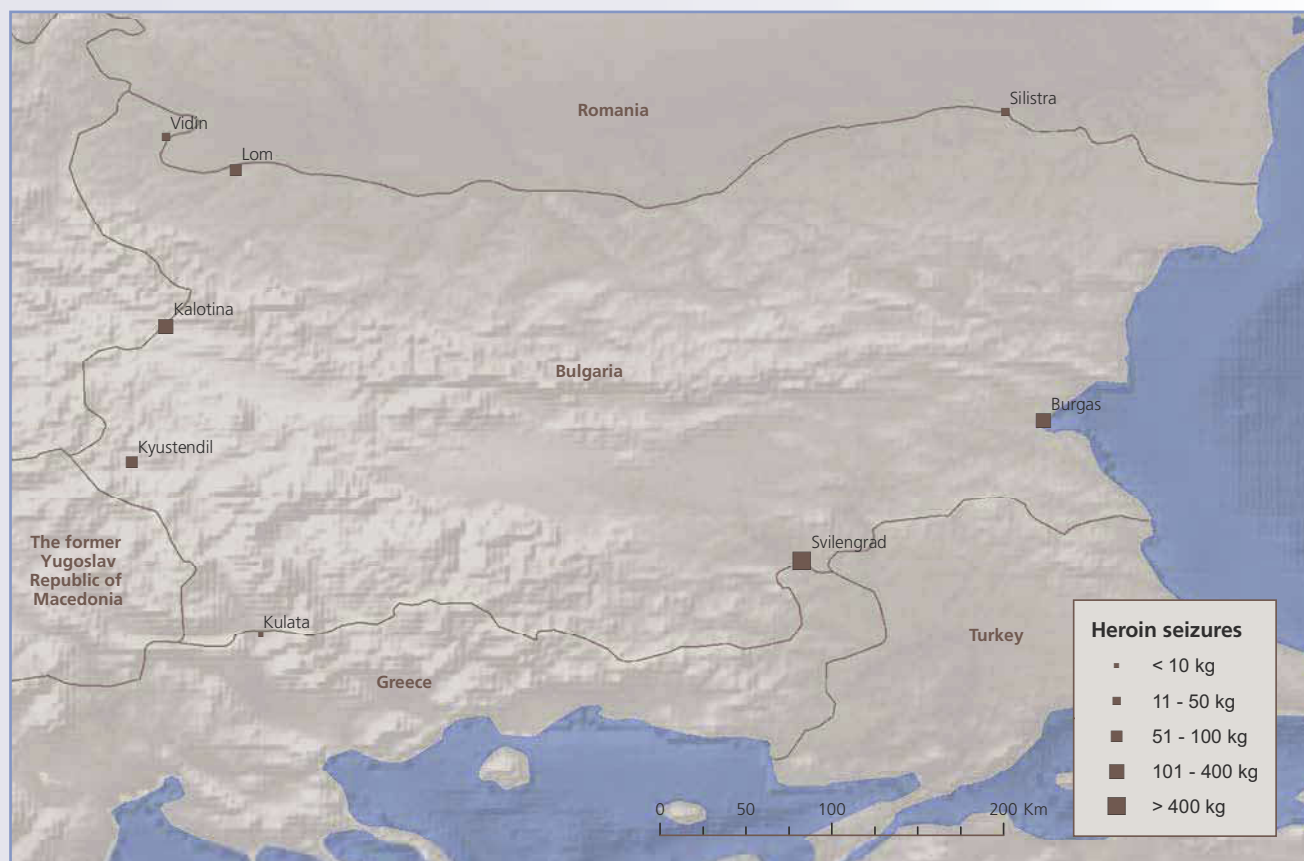 Romania
Silistra
Vidin
Lom
Kalotina
Bulgaria
Burgas
Kyustendil
The former
Yugoslav
Republic of
Macedonia
Svilengrad
Kulata
Turkey
Greece
Heroin seizures
< 10 kg
11 - 50 kg
51 - 100 kg
101 - 400 kg
> 400 kg
0 50 100 200 Km